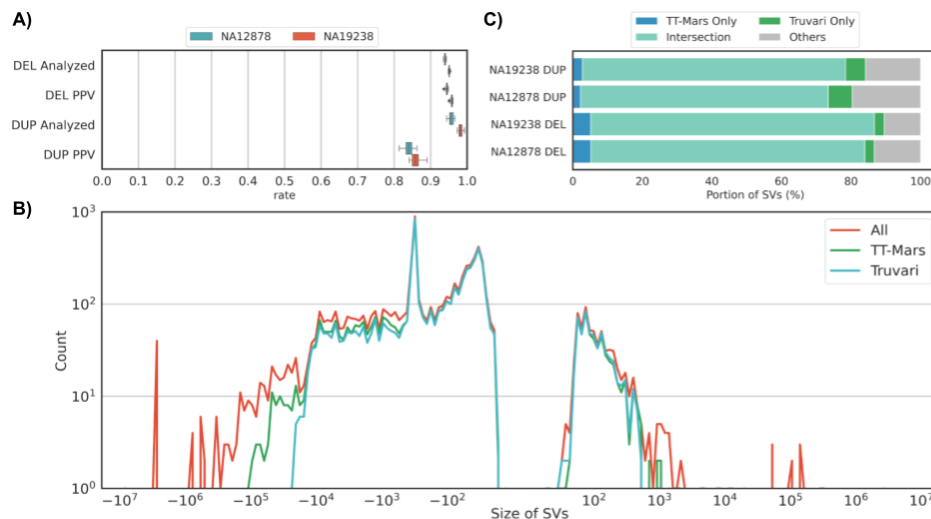 A)
NA12878 NA19238
DEL Analyzed
DEL PPV
DUP Analyzed
DUP PPV
0.0 0.1 0.2 0.3 0.4 0.5 0.6 0.7 0.8 0.9 1.0
rate
C)
TT-Mars Only Truvari Only
Intersection Others
NA19238 DUP
NA12878 DUP
NA19238 DEL
NA12878 DEL
0 20 40 60 80 100
Portion of SVs (%)
B)
10³
10²
10¹
10⁰
Count
All
TT-Mars
Truvari
−10⁷ −10⁶ −10⁵ −10⁴ −10³ −10² 10² 10³ 10⁴ 10⁵ 10⁶ 10⁷
Size of SVs